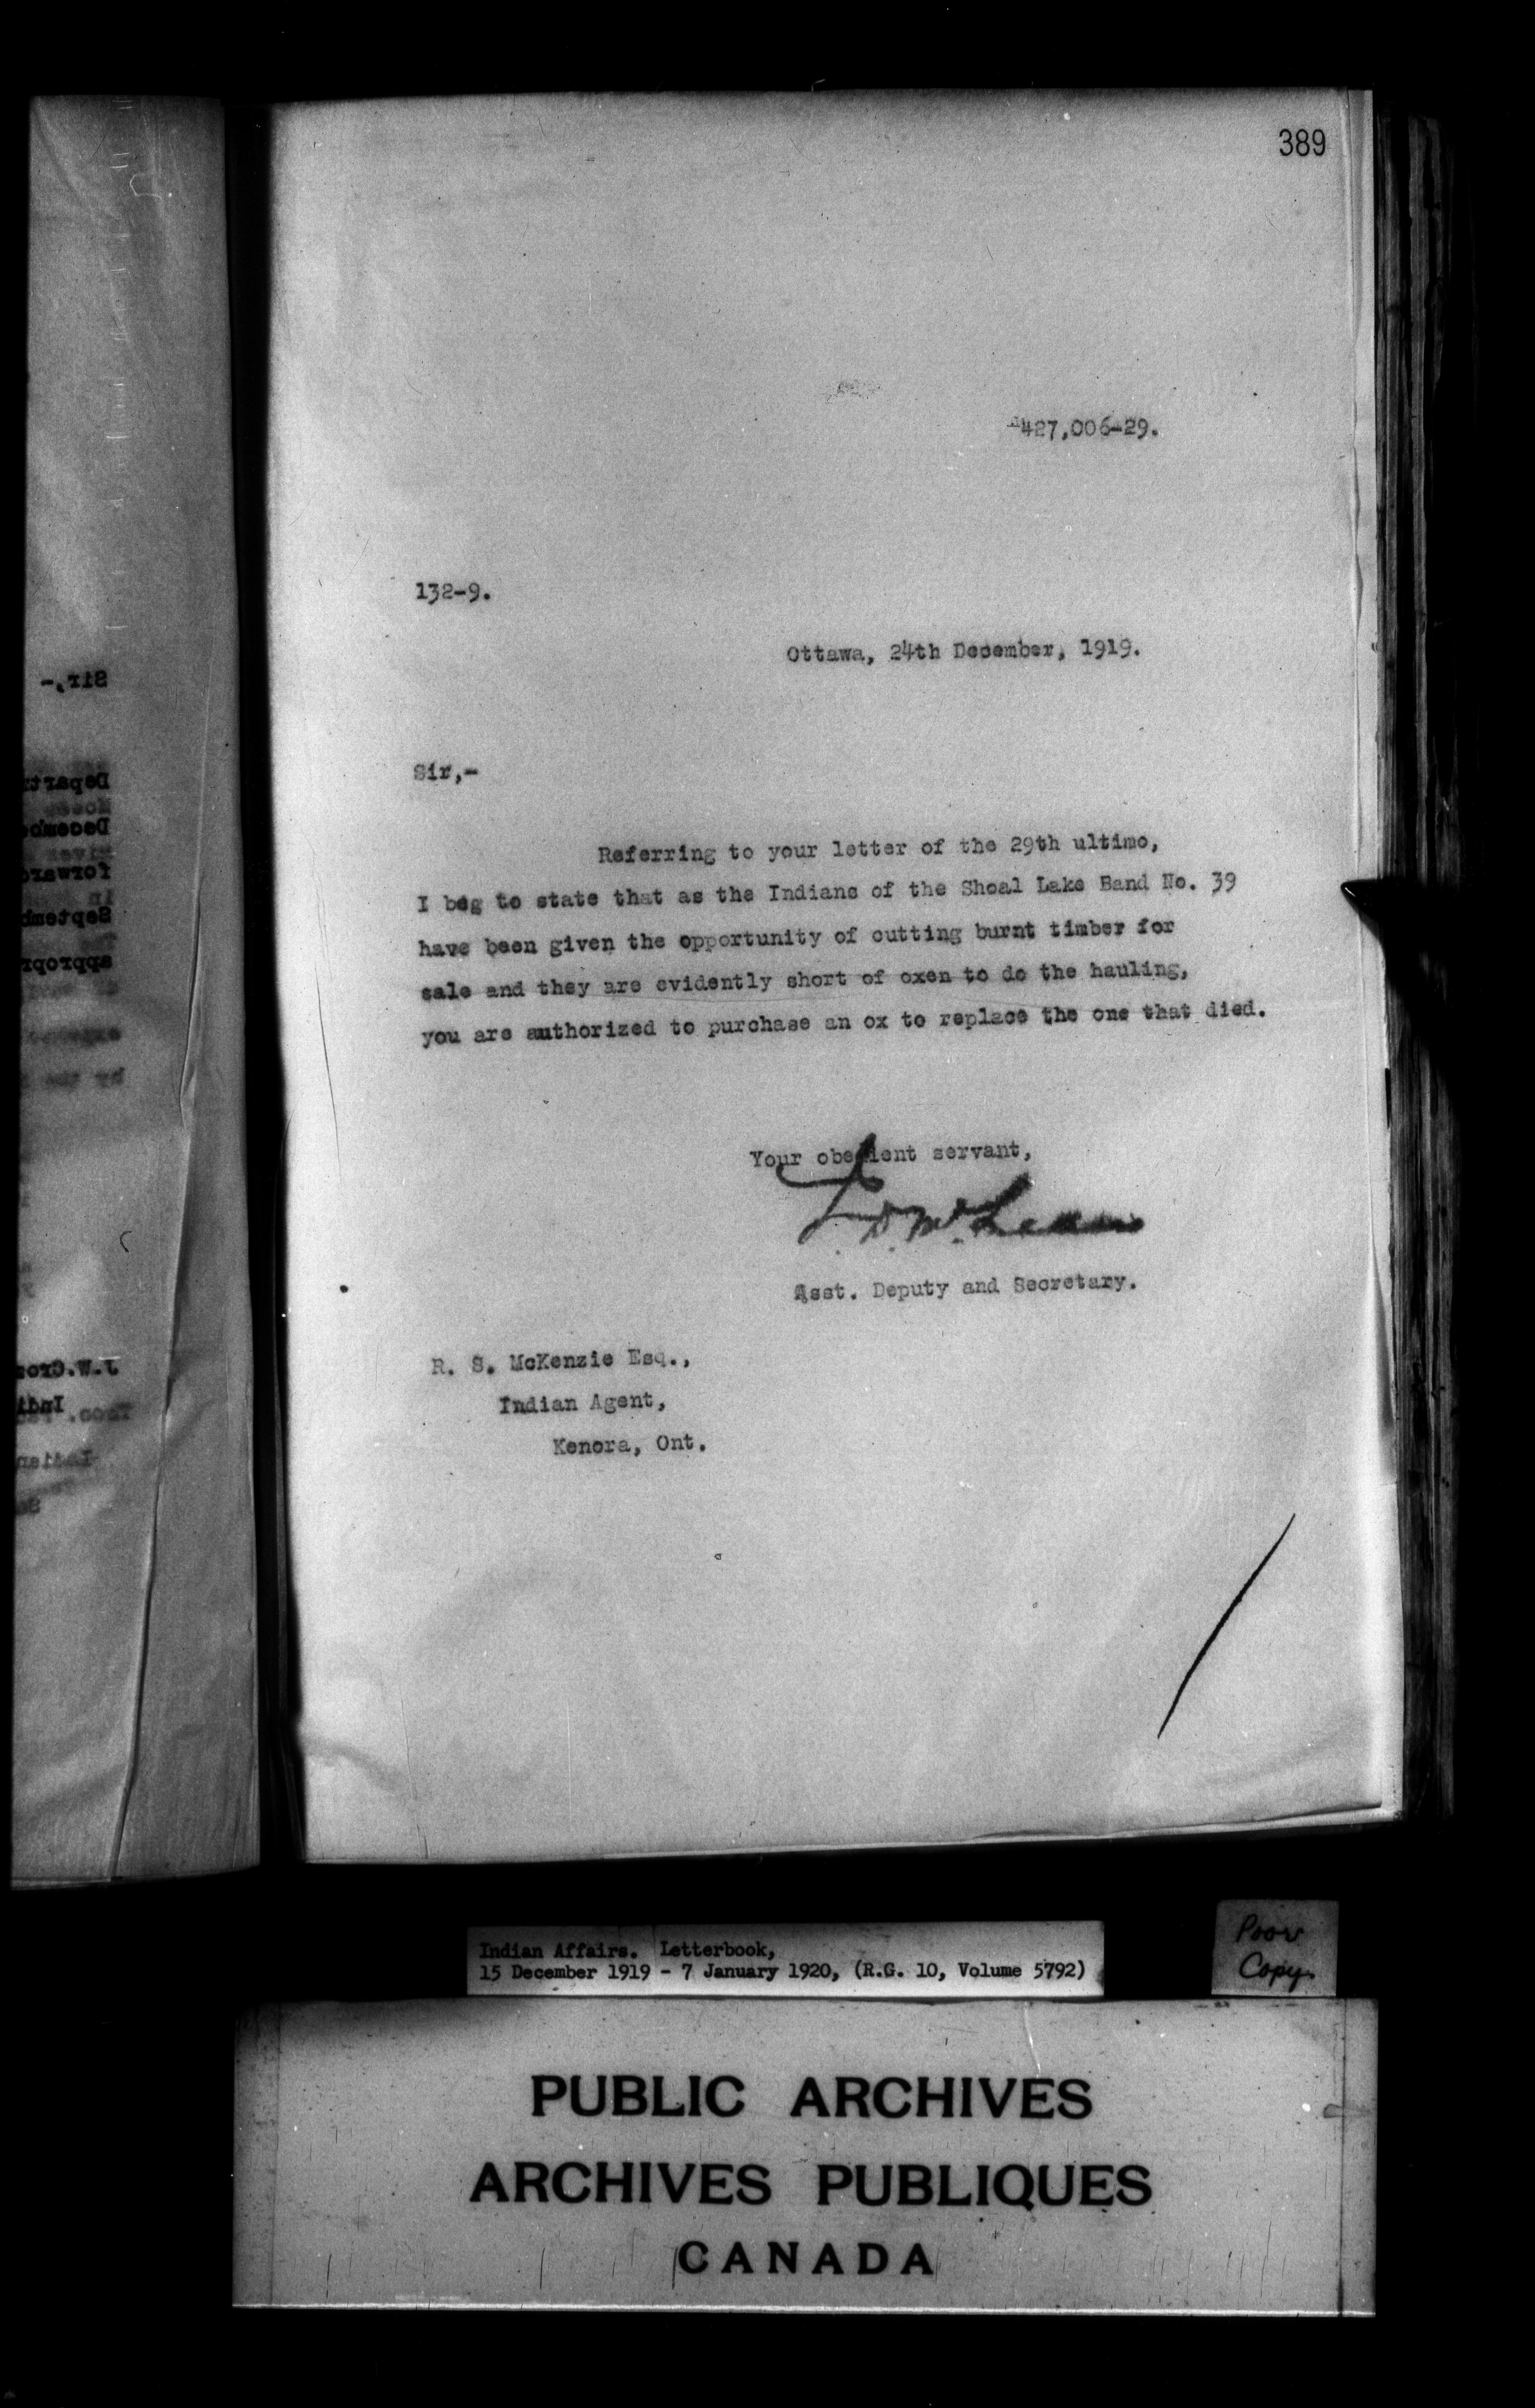 389
427,006-29.
132-9.
Ottawa, 24th December, 1919.
Sir,-
Referring to your letter of the 29th ultimo,
I beg to state that as the Indians of the Shoal Lake Band No. 39
have been given the opportunity of cutting burnt timber for
sale and they are evidently short of oxen to do the hauling,
you are authorized to purchase an ox to replace the one that died.
Your obedient servant,
J. D. McLean
Asst. Deputy and Secretary.
R. S. McKenzie Esq.,
Indian Agent,
Kenora, Ont.
Indian Affairs. Letterbook,
15 December 1919 - 7 January 1920, (R.G. 10, Volume 5792)
Poor
Copy
PUBLIC ARCHIVES
ARCHIVES PUBLIQUES
CANADA